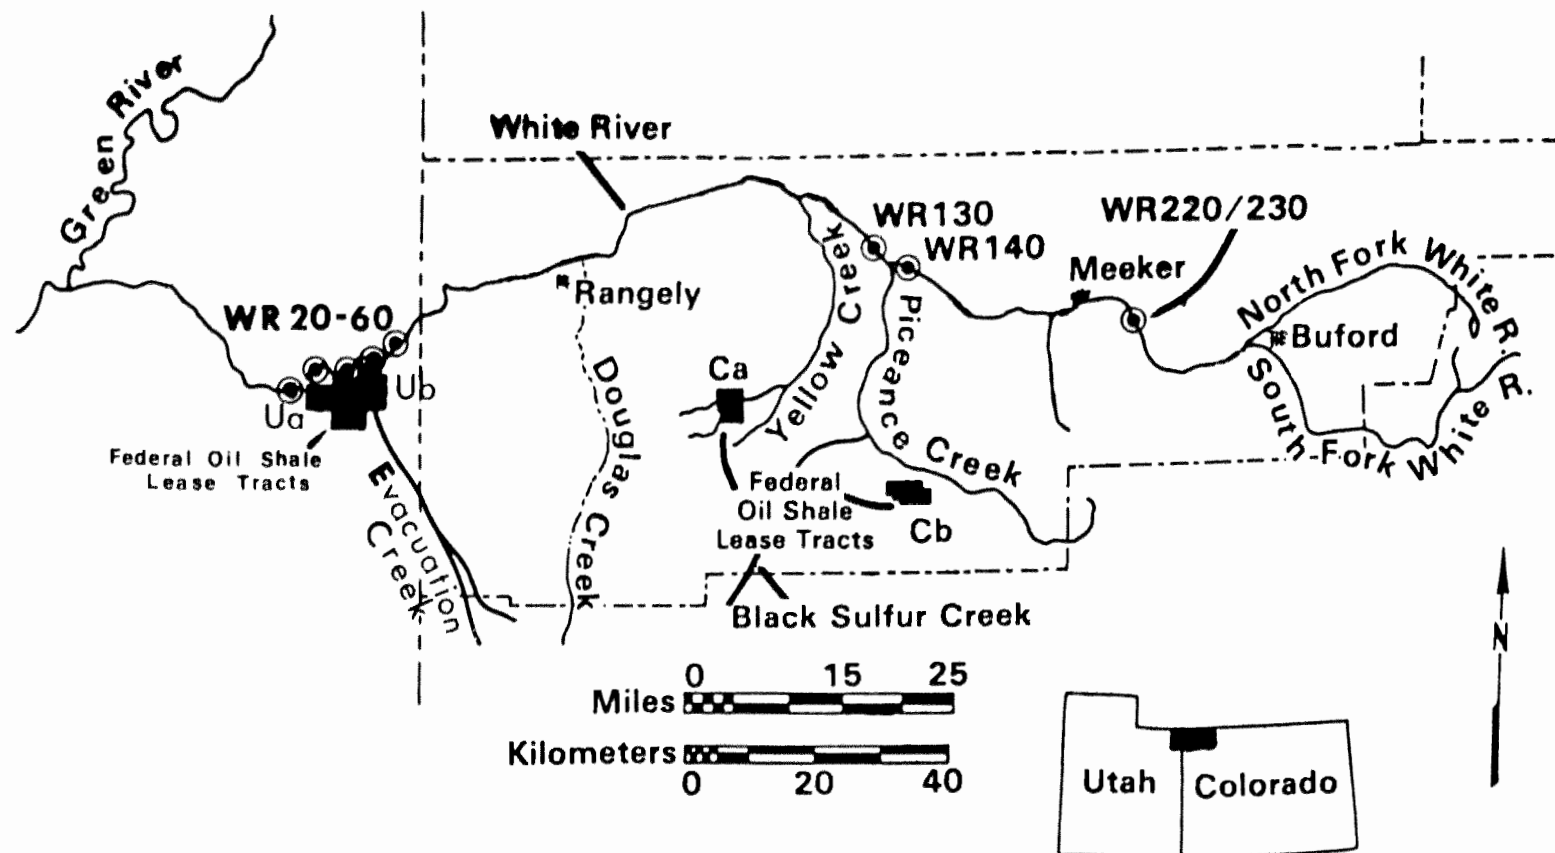 Green River
White River
WR130
WR140
WR220/230
Meeker
North Fork White R.
Buford
South Fork White R.
WR 20-60
Rangely
Ua
Ub
Federal Oil Shale
Lease Tracts
Evacuation
Creek
Douglas Creek
Ca
Yellow Creek
Piceance Creek
Federal
Oil Shale
Lease Tracts
Cb
Black Sulfur Creek
N
0 15 25
Miles
Kilometers
0 20 40
Utah
Colorado